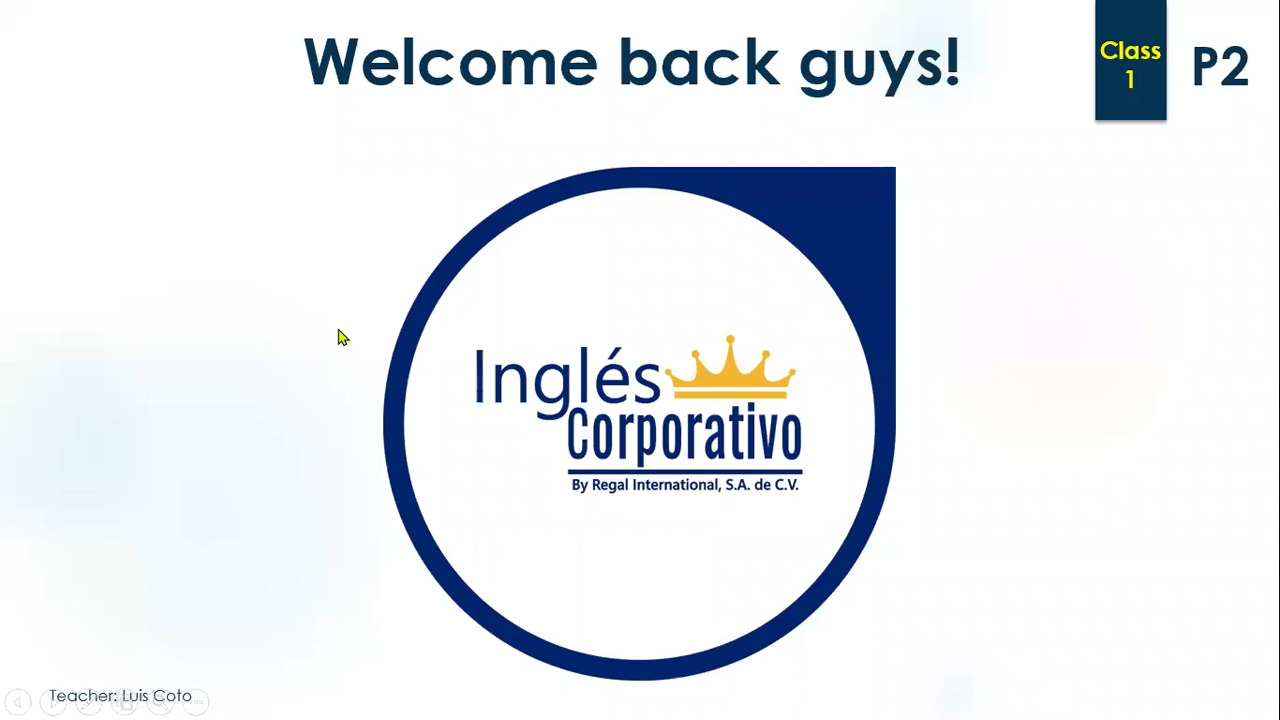 Welcome back guys!
Class
1
P2
Inglés
Corporativo
By Regal International, S.A. de C.V.
Teacher: Luis Coto